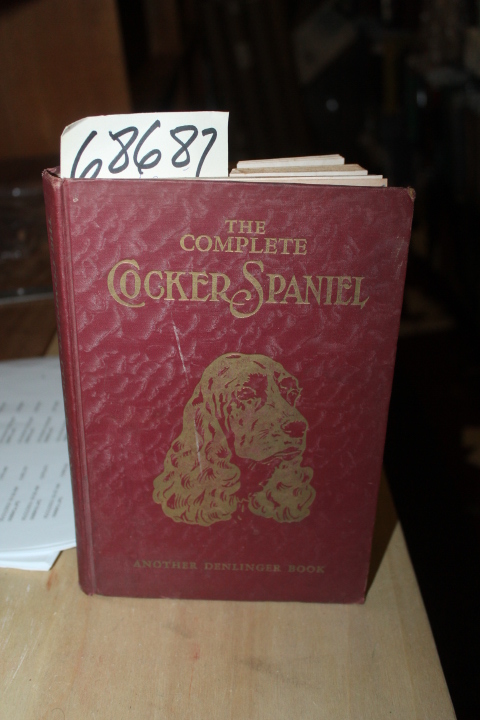 68687
THE
COMPLETE
COCKER SPANIEL
ANOTHER DENLINGER BOOK